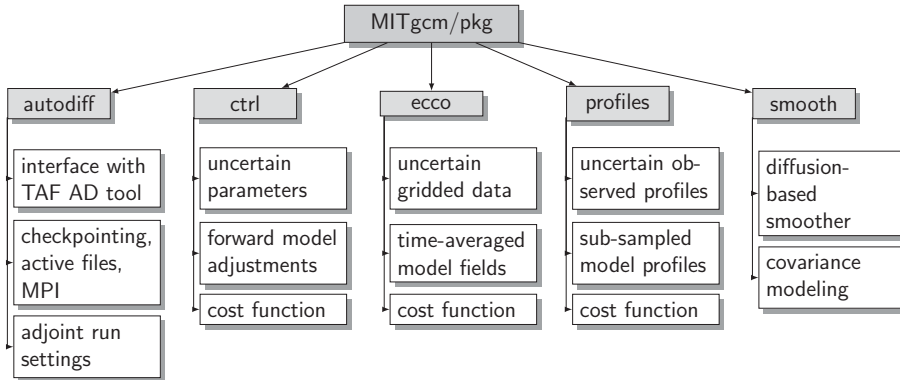 MITgcm/pkg
autodiff
interface with
TAF AD tool
checkpointing,
active files,
MPI
adjoint run
settings
ctrl
uncertain
parameters
forward model
adjustments
cost function
ecco
uncertain
gridded data
time-averaged
model fields
cost function
profiles
uncertain ob-
served profiles
sub-sampled
model profiles
cost function
smooth
diffusion-
based
smoother
covariance
modeling